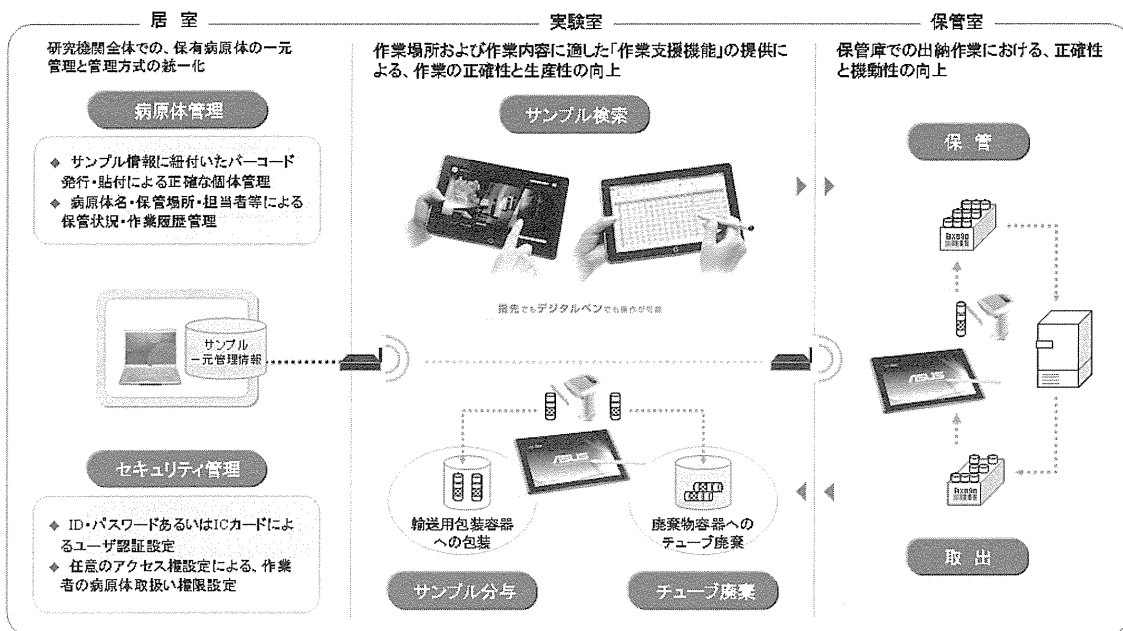 居 室
研究機関全体での、保有病原体の一元
管理と管理方式の統一化
病原体管理
◆ サンプル情報に紐付いたバーコード
発行・貼付による正確な個体管理
◆ 病原体名・保管場所・担当者等による
保管状況・作業履歴管理
サンプル
一元管理情報
セキュリティ管理
◆ ID・パスワードあるいはICカードによ
るユーザ認証設定
◆ 任意のアクセス権設定による、作業
者の病原体取扱い権限設定
実験室
作業場所および作業内容に適した「作業支援機能」の提供に
よる、作業の正確性と生産性の向上
サンプル検索
指先でもデジタルペンでも操作が可能
ASUS
輸送用包装容器
への包装
廃棄物容器への
チューブ廃棄
サンプル分与
チューブ廃棄
保管室
保管庫での出納作業における、正確性
と機動性の向上
保 管
ASUS
取 出